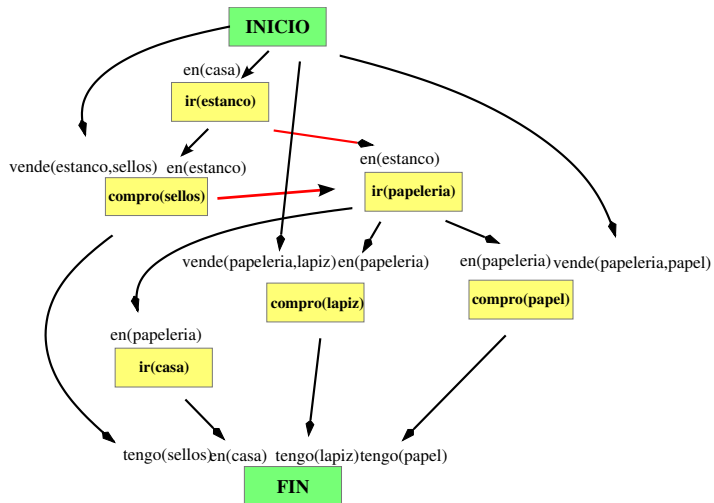 INICIO
en(casa)
ir(estanco)
vende(estanco,sellos) en(estanco)
en(estanco)
compro(sellos)
ir(papeleria)
vende(papeleria,lapiz) en(papeleria)
en(papeleria) vende(papeleria,papel)
compro(lapiz)
compro(papel)
en(papeleria)
ir(casa)
tengo(sellos) en(casa) tengo(lapiz) tengo(papel)
FIN